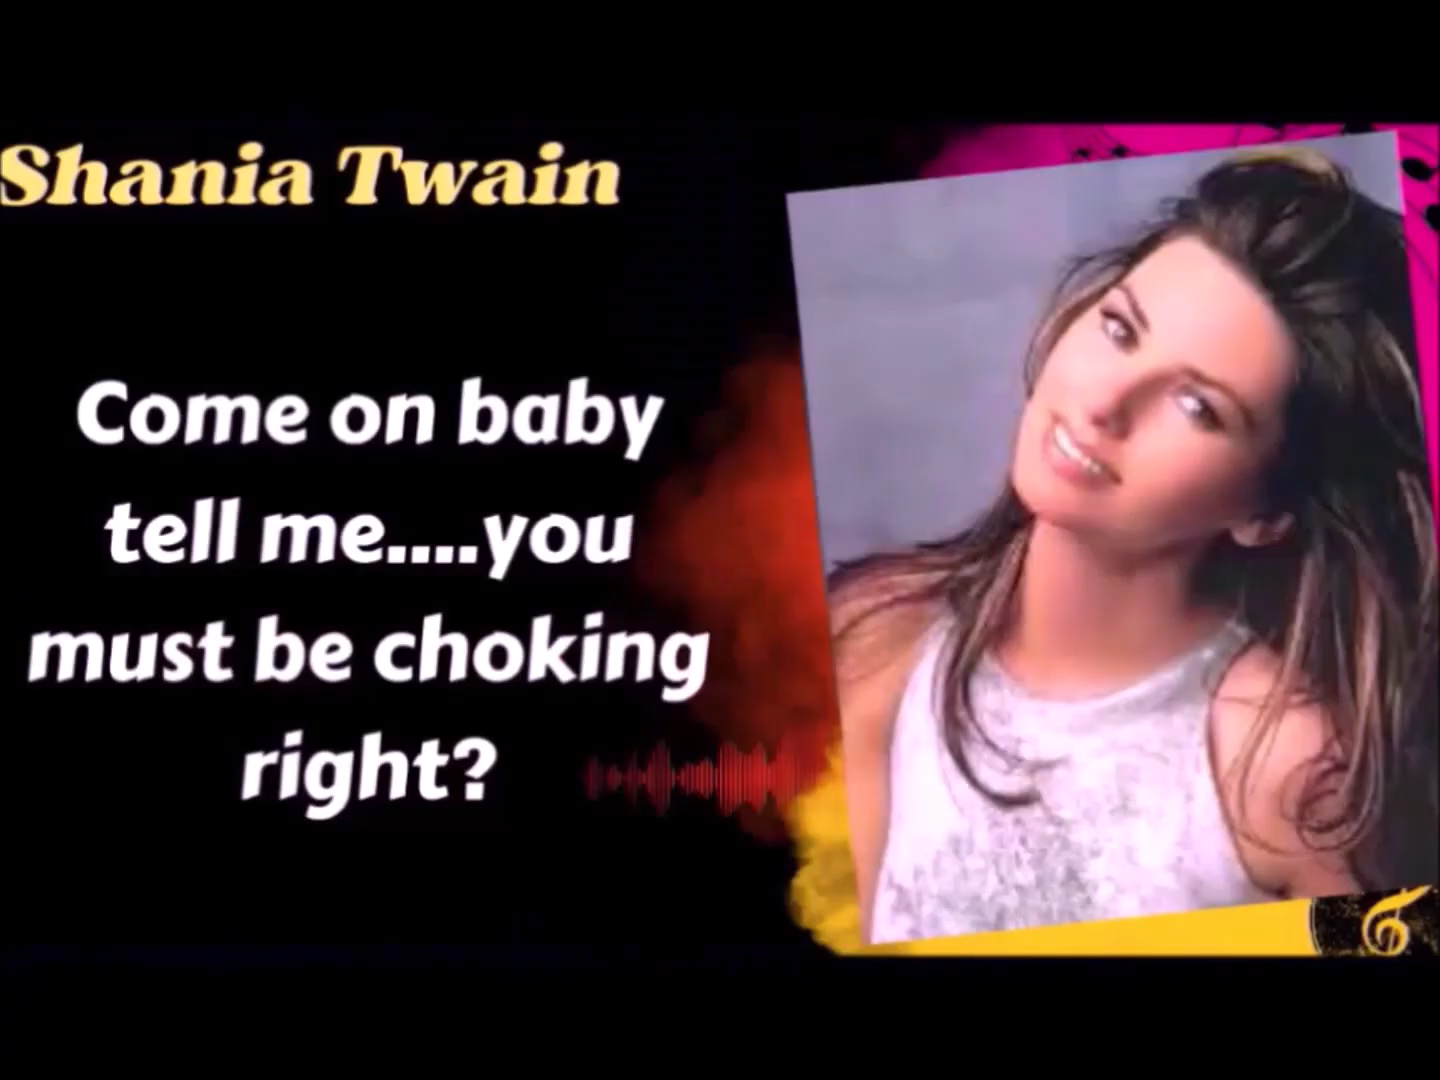 Shania Twain
Come on baby
tell me....you
must be choking
right?